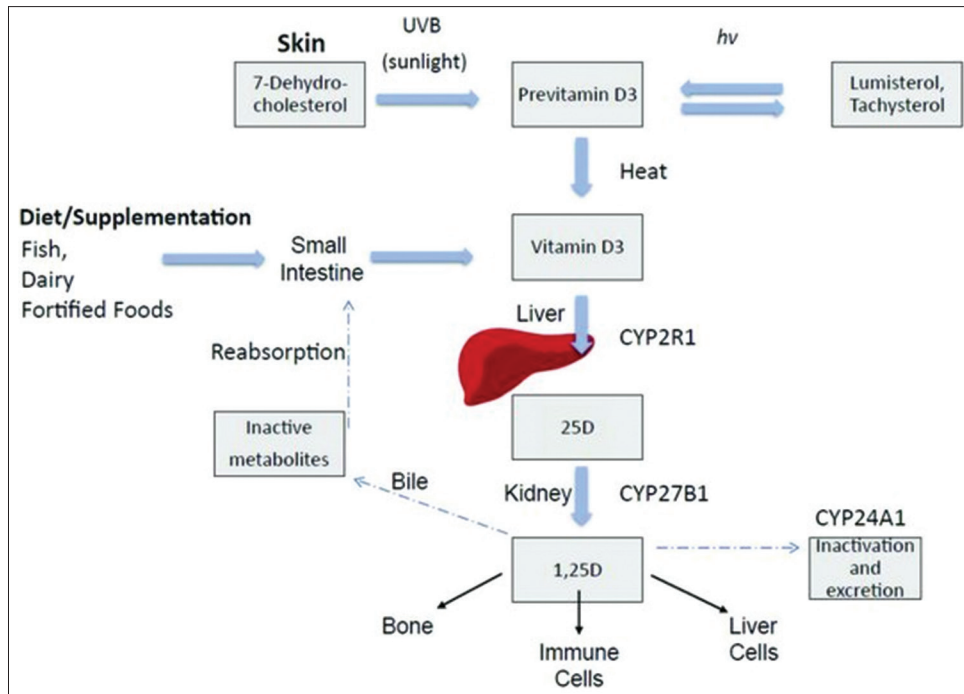 Skin
UVB
(sunlight)
hv
7-Dehydro-
cholesterol
Previtamin D3
Lumisterol,
Tachysterol
Heat
Diet/Supplementation
Fish,
Dairy
Fortified Foods
Small
Intestine
Vitamin D3
Liver
CYP2R1
Reabsorption
25D
Inactive
metabolites
Bile
Kidney
CYP27B1
CYP24A1
1,25D
Inactivation
and
excretion
Bone
Immune
Cells
Liver
Cells